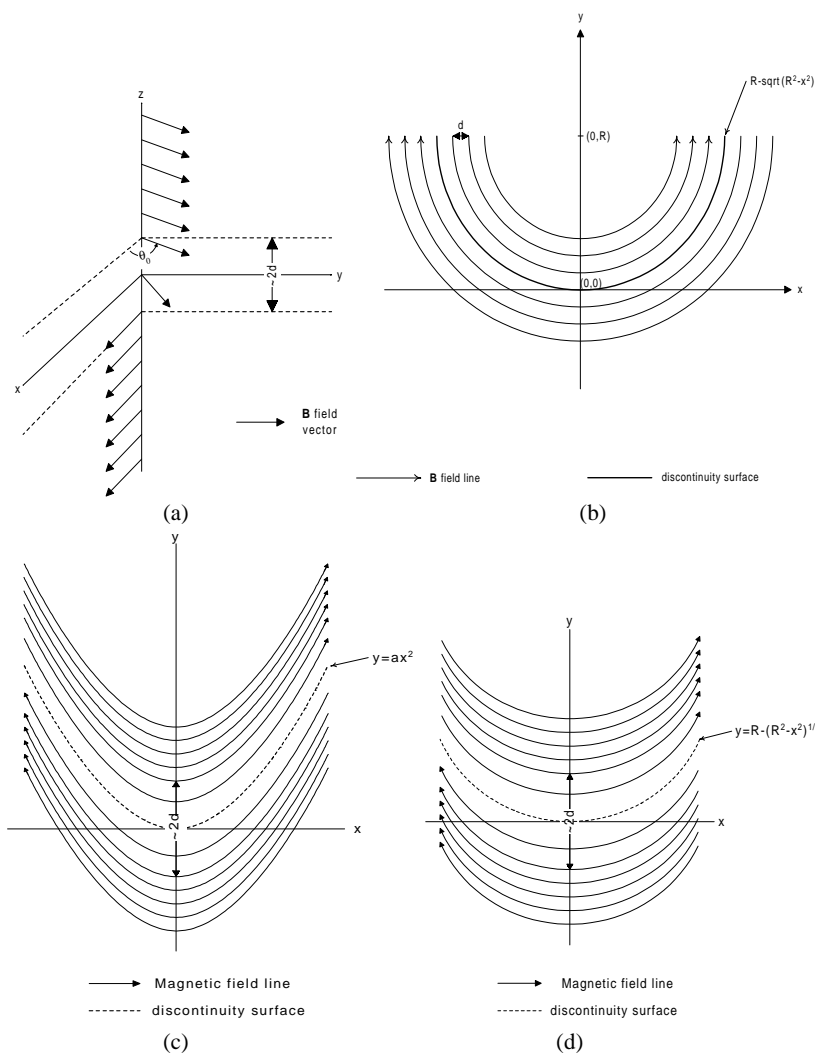 z
θ₀
~2d
y
x
B field
vector
(a)
y
R-sqrt(R²-x²)
d
(0,R)
(0,0)
x
B field line
discontinuity surface
(b)
y
y=ax²
~2d
x
Magnetic field line
discontinuity surface
(c)
y
y=R-(R²-x²)^1/
~2d
x
Magnetic field line
discontinuity surface
(d)